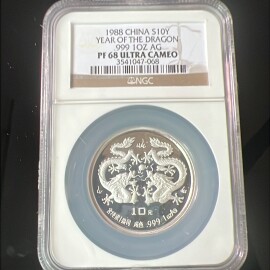 1988 CHINA S10Y
YEAR OF THE DRAGON
.999 1OZ AG
PF 68 ULTRA CAMEO
3541047-068
NGC
10元